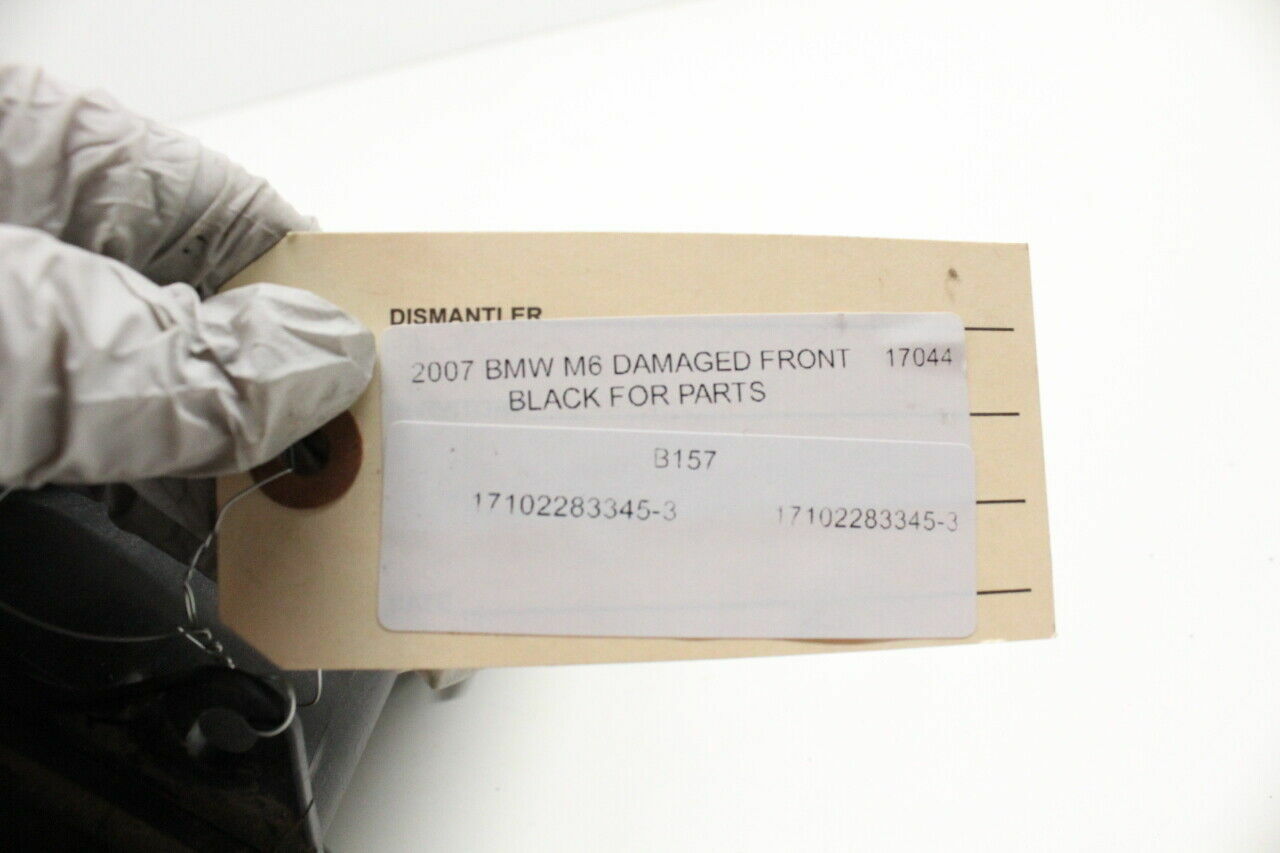 DISMANTLER
2007 BMW M6 DAMAGED FRONT 17044
BLACK FOR PARTS
B157
17102283345-3 17102283345-3